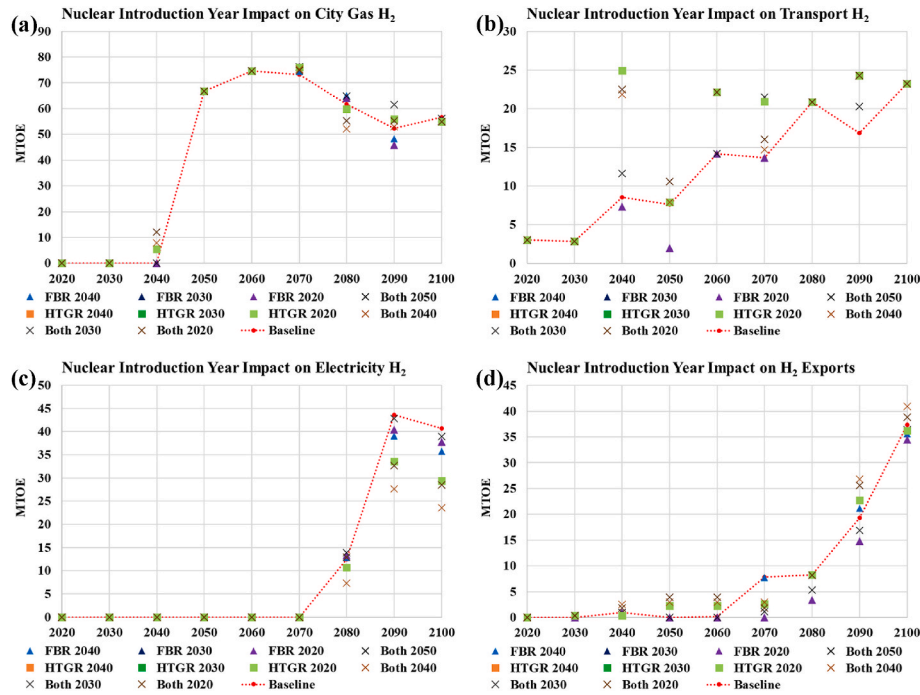 (a)
Nuclear Introduction Year Impact on City Gas H₂
MTOE
90
80
70
60
50
40
30
20
10
0
2020 2030 2040 2050 2060 2070 2080 2090 2100
FBR 2040 FBR 2030 FBR 2020 Both 2050
HTGR 2040 HTGR 2030 HTGR 2020 Both 2040
Both 2030 Both 2020 Baseline
(b)
Nuclear Introduction Year Impact on Transport H₂
MTOE
30
25
20
15
10
5
0
2020 2030 2040 2050 2060 2070 2080 2090 2100
FBR 2040 FBR 2030 FBR 2020 Both 2050
HTGR 2040 HTGR 2030 HTGR 2020 Both 2040
Both 2030 Both 2020 Baseline
(c)
Nuclear Introduction Year Impact on Electricity H₂
MTOE
50
45
40
35
30
25
20
15
10
5
0
2020 2030 2040 2050 2060 2070 2080 2090 2100
FBR 2040 FBR 2030 FBR 2020 Both 2050
HTGR 2040 HTGR 2030 HTGR 2020 Both 2040
Both 2030 Both 2020 Baseline
(d)
Nuclear Introduction Year Impact on H₂ Exports
MTOE
45
40
35
30
25
20
15
10
5
0
2020 2030 2040 2050 2060 2070 2080 2090 2100
FBR 2040 FBR 2030 FBR 2020 Both 2050
HTGR 2040 HTGR 2030 HTGR 2020 Both 2040
Both 2030 Both 2020 Baseline